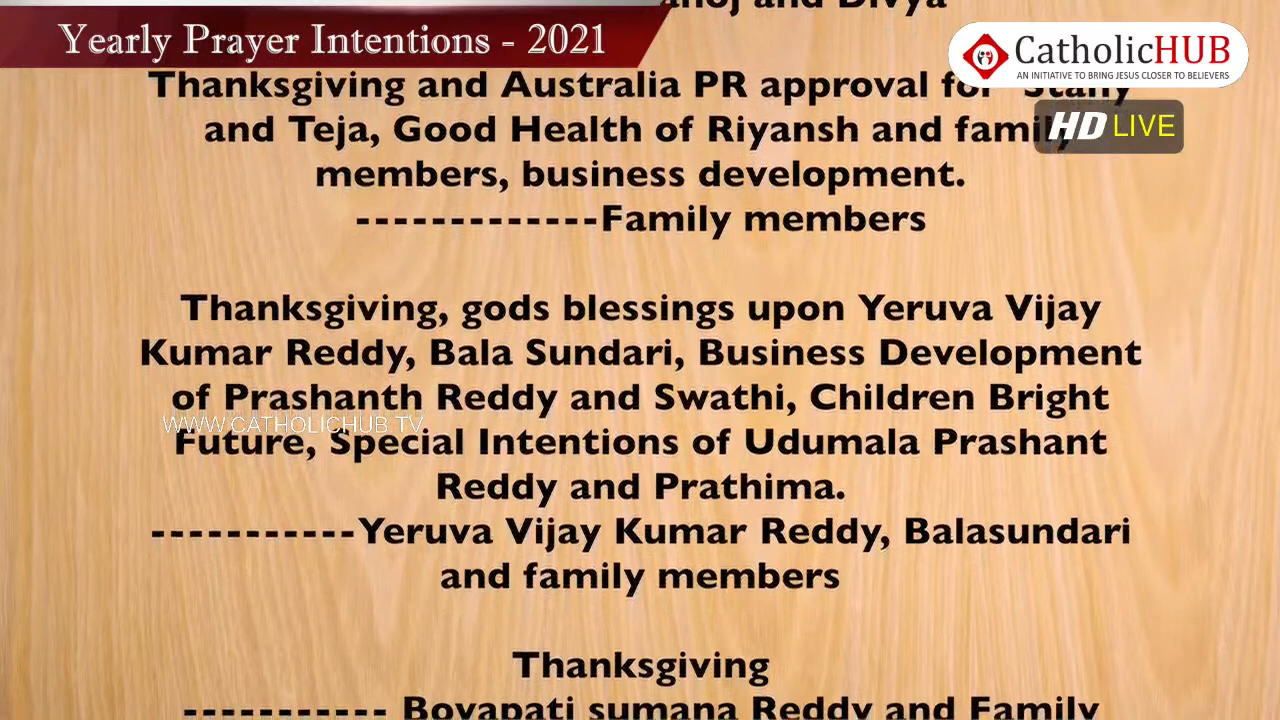 and Divya
Yearly Prayer Intentions - 2021
CatholicHUB
AN INITIATIVE TO BRING JESUS CLOSER TO BELIEVERS
HD LIVE
Thanksgiving and Australia PR approval for Stany
and Teja, Good Health of Riyansh and family
members, business development.
-------------Family members
Thanksgiving, gods blessings upon Yeruva Vijay
Kumar Reddy, Bala Sundari, Business Development
of Prashanth Reddy and Swathi, Children Bright
WWW.CATHOLICHUB.TV
Future, Special Intentions of Udumala Prashant
Reddy and Prathima.
-----------Yeruva Vijay Kumar Reddy, Balasundari
and family members
Thanksgiving
----------- Boyapati sumana Reddy and Family